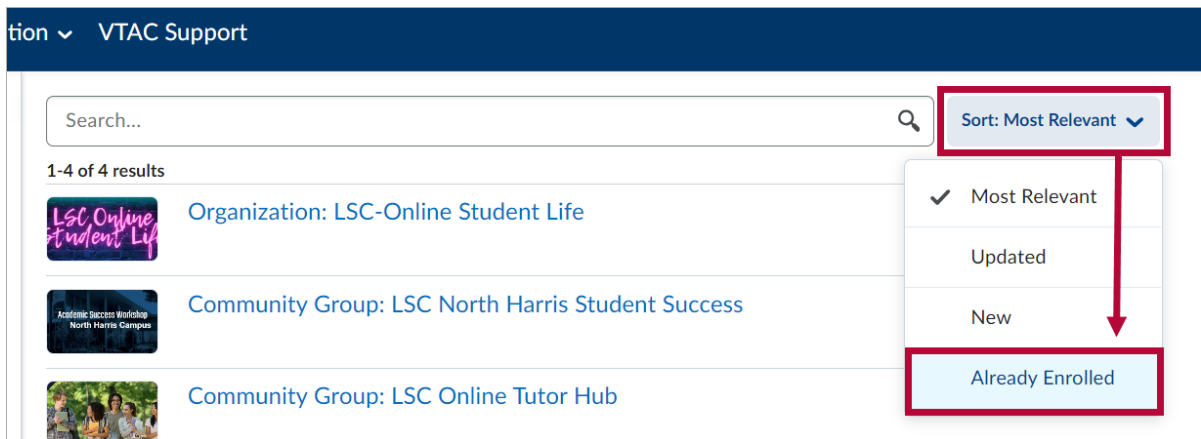 tion VTAC Support
Search...
Sort: Most Relevant
1-4 of 4 results
Most Relevant
Updated
New
Already Enrolled
LSC Online
Student Lif
Organization: LSC-Online Student Life
Academic Success Workshop
North Harris Campus
Community Group: LSC North Harris Student Success
Community Group: LSC Online Tutor Hub